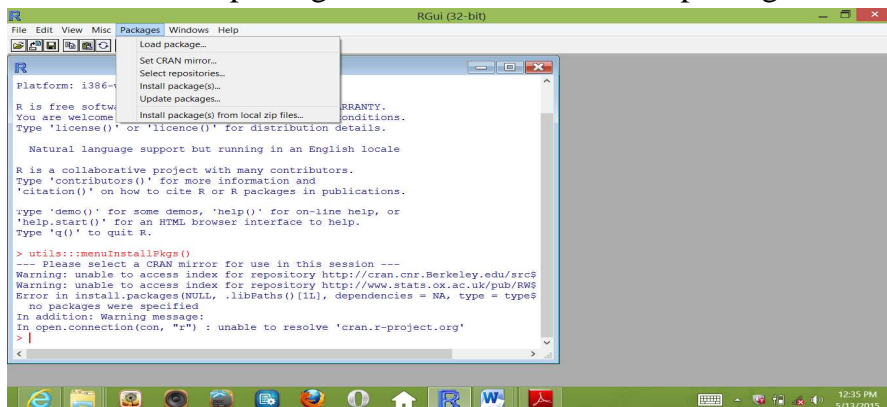 RGui (32-bit)
File Edit View Misc Packages Windows Help
Load package...
Set CRAN mirror...
Select repositories...
Install package(s)...
Update packages...
Install package(s) from local zip files...
Platform: i386-
R is free softw RRANTY.
You are welcome onditions.
Type 'license()' or 'licence()' for distribution details.
Natural language support but running in an English locale
R is a collaborative project with many contributors.
Type 'contributors()' for more information and
'citation()' on how to cite R or R packages in publications.
Type 'demo()' for some demos, 'help()' for on-line help, or
'help.start()' for an HTML browser interface to help.
Type 'q()' to quit R.
> utils:::menuInstallPkgs()
--- Please select a CRAN mirror for use in this session ---
Warning: unable to access index for repository http://cran.cnr.Berkeley.edu/src$
Warning: unable to access index for repository http://www.stats.ox.ac.uk/pub/RW$
Error in install.packages(NULL, .libPaths()[1L], dependencies = NA, type = type$
no packages were specified
In addition: Warning message:
In open.connection(con, "r") : unable to resolve 'cran.r-project.org'
>
12:35 PM
5/13/2015